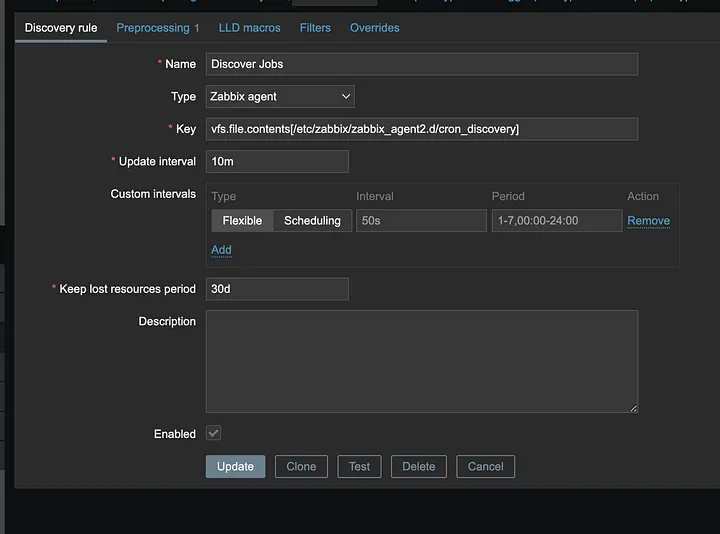 Discovery rule Preprocessing 1 LLD macros Filters Overrides
* Name Discover Jobs
Type Zabbix agent
* Key vfs.file.contents[/etc/zabbix/zabbix_agent2.d/cron_discovery]
* Update interval 10m
Custom intervals Type Interval Period Action
Flexible Scheduling 50s 1-7,00:00-24:00 Remove
Add
* Keep lost resources period 30d
Description
Enabled
Update Clone Test Delete Cancel